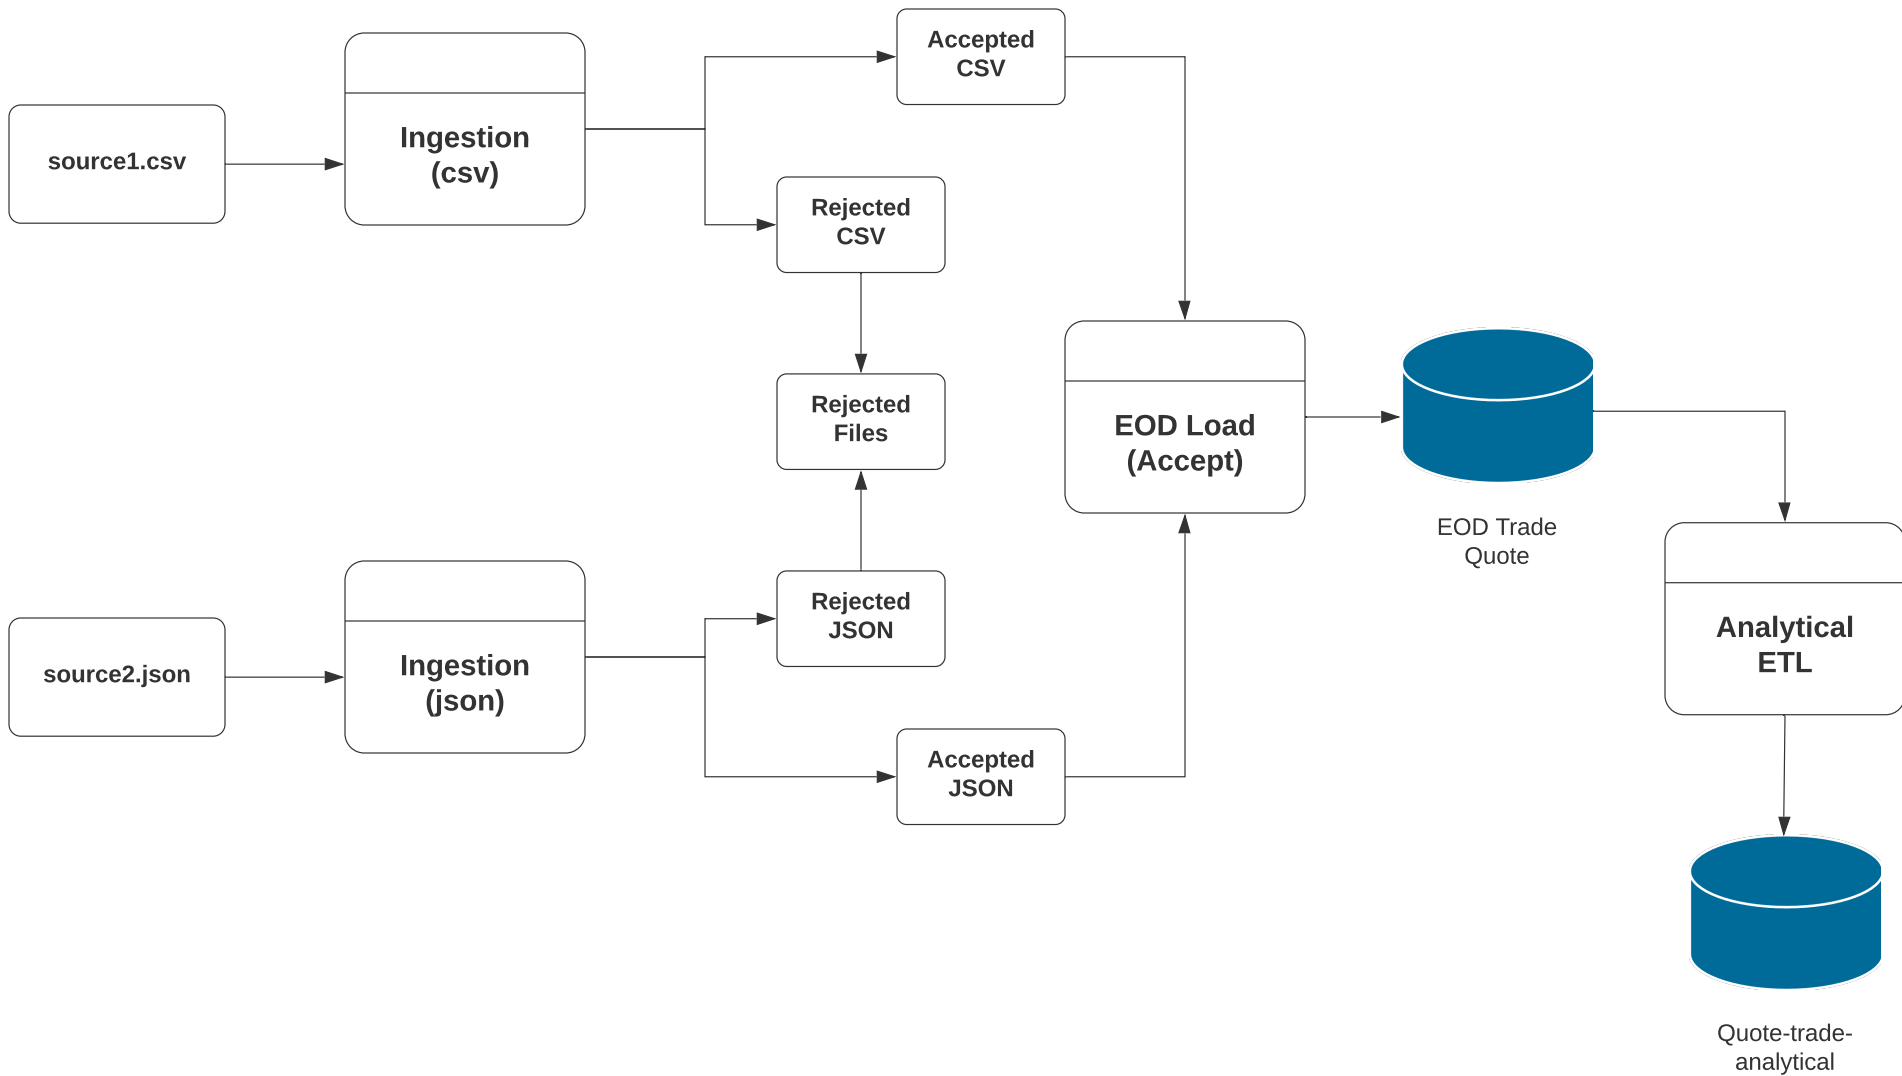 Accepted
CSV
source1.csv
Ingestion
(csv)
Rejected
CSV
Rejected
Files
EOD Load
(Accept)
EOD Trade
Quote
source2.json
Ingestion
(json)
Rejected
JSON
Accepted
JSON
Analytical
ETL
Quote-trade-
analytical